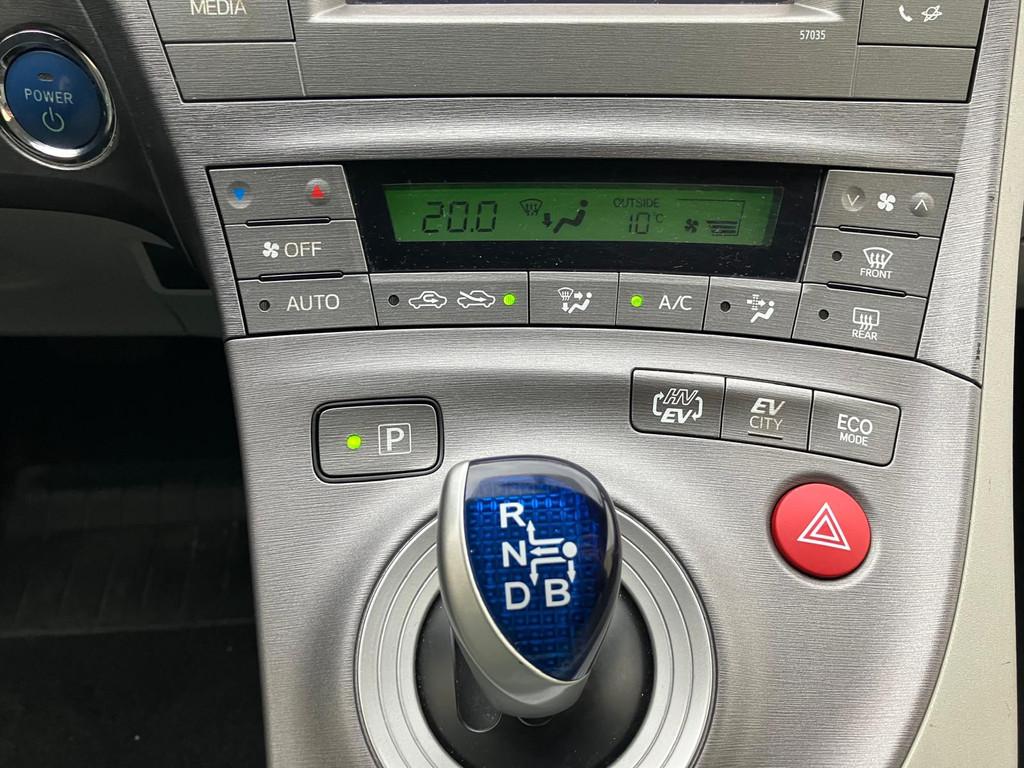 MEDIA
57035
POWER
20.0
OUTSIDE
10°C
OFF
FRONT
AUTO
A/C
REAR
HV
EV
EV
CITY
ECO
MODE
P
R
N
D B